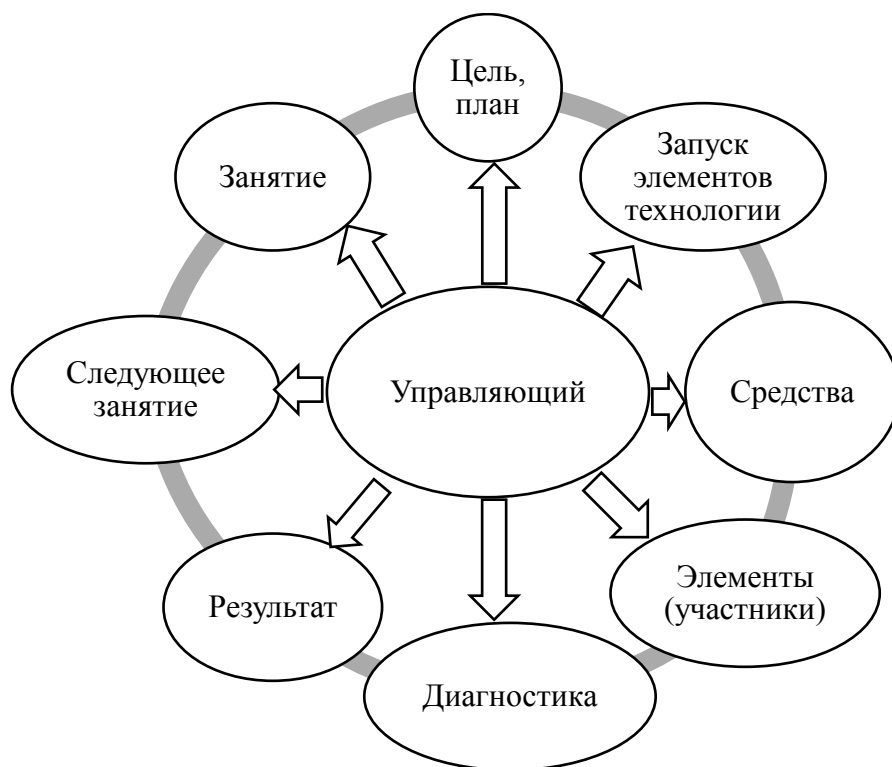 Цель,
план
Запуск
элементов
технологии
Занятие
Следующее
занятие
Управляющий
Средства
Элементы
(участники)
Результат
Диагностика